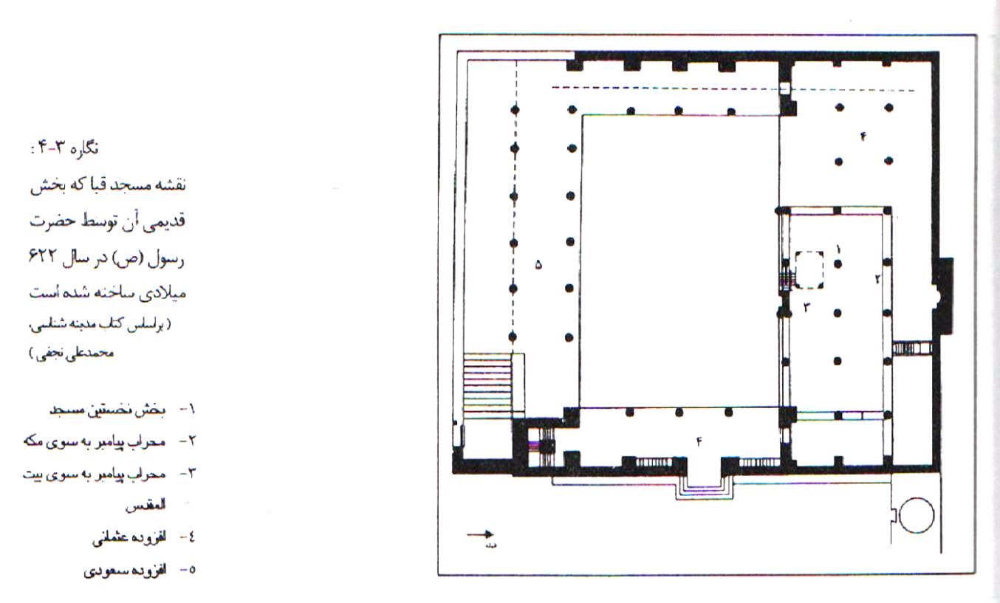 نگاره ۳-۴:
نقشه مسجد قبا که بخش
قدیمی آن توسط حضرت
رسول (ص) در سال ۶۲۲
میلادی ساخته شده است
(براساس کتاب مدینه شناسی،
محمدعلی نجفی)
۱- بخش نخستین مسجد
۲- محراب پیامبر به سوی مکه
۳- محراب پیامبر به سوی بیت
المقدس
٤- افزوده عثمانی
۵- افزوده سعودی
۴
۱
۵
۲
۳
۴
قبله